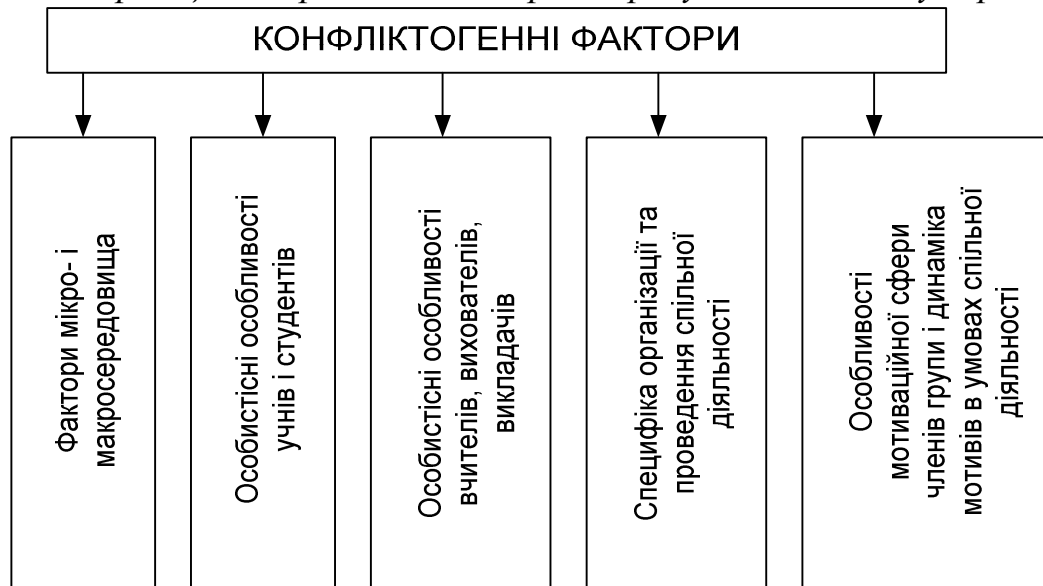 КОНФЛІКТОГЕННІ ФАКТОРИ
Фактори мікро- і
макросередовища
Особистісні особливості
учнів і студентів
Особистісні особливості
вчителів, вихователів,
викладачів
Специфіка організації та
проведення спільної
діяльності
Особливості
мотиваційної сфери
членів групи і динаміка
мотивів в умовах спільної
діяльності